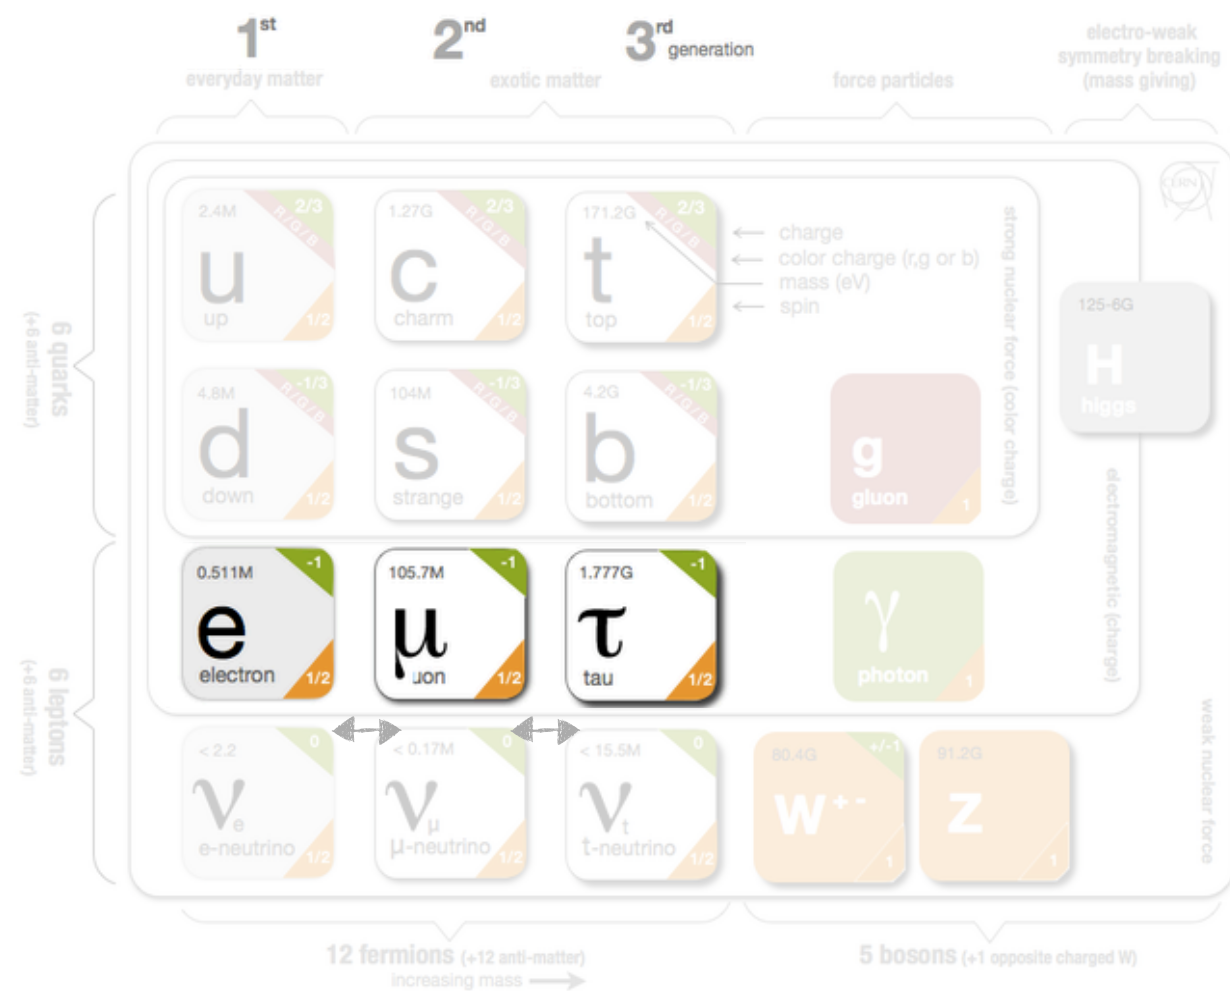 1st 2nd 3rd generation
everyday matter exotic matter force particles
electro-weak
symmetry breaking
(mass giving)
CERN
2.4M 2/3 R/G/B u up 1/2
1.27G 2/3 R/G/B c charm 1/2
171.2G 2/3 R/G/B t top 1/2
charge
color charge (r,g or b)
mass (eV)
spin
strong nuclear force (color charge)
6 quarks
(+6 anti-matter)
125-6G
H
higgs
4.8M -1/3 R/G/B d down 1/2
104M -1/3 R/G/B s strange 1/2
4.2G -1/3 R/G/B b bottom 1/2
g
gluon 1
electromagnetic (charge)
0.511M -1 e electron 1/2
105.7M -1 μ uon 1/2
1.777G -1 τ tau 1/2
γ
photon 1
6 leptons
(+6 anti-matter)
< 2.2 0 νe e-neutrino 1/2
< 0.17M 0 νμ μ-neutrino 1/2
< 15.5M 0 νt t-neutrino 1/2
80.4G +/-1 W+- 1
91.2G Z 1
weak nuclear force
12 fermions (+12 anti-matter)
increasing mass
5 bosons (+1 opposite charged W)